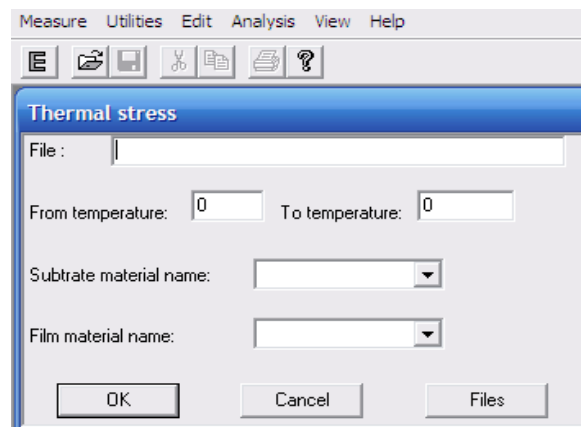 Measure Utilities Edit Analysis View Help
E
Thermal stress
File :
From temperature: 0 To temperature: 0
Subtrate material name:
Film material name:
OK Cancel Files